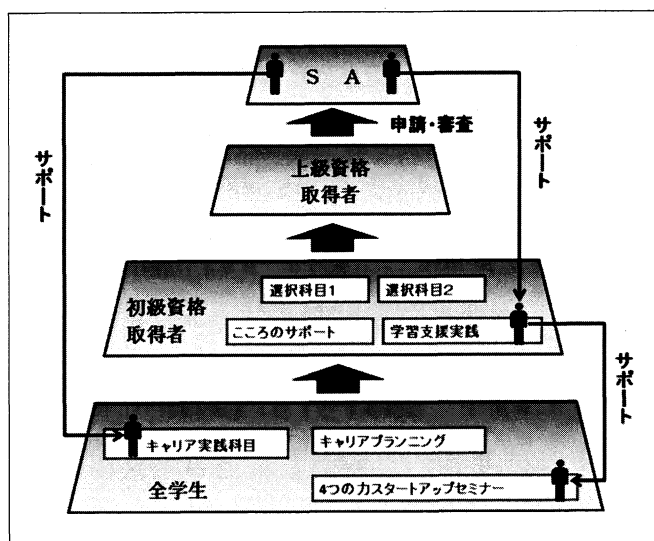 S A
申請・審査
サポート
サポート
上級資格
取得者
選択科目1
選択科目2
初級資格
取得者
こころのサポート
学習支援実践
サポート
キャリア実践科目
キャリアプランニング
全学生
4つの力スタートアップセミナー